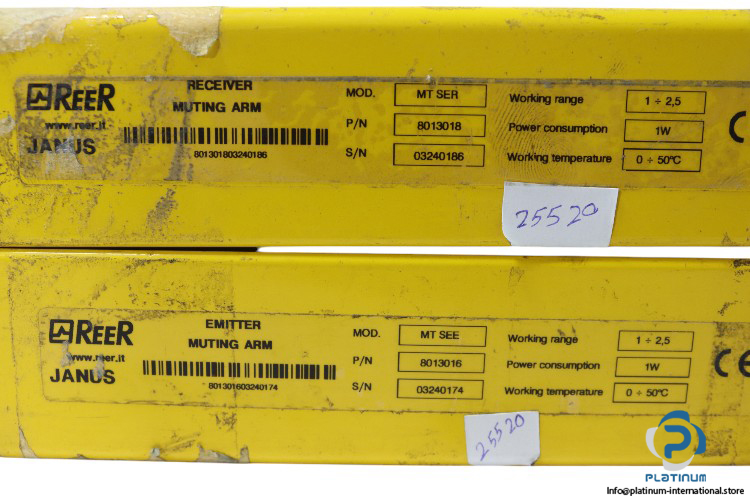 REER
www.reer.it
JANUS
RECEIVER
MUTING ARM
801301803240186
MOD. MT SER
P/N 8013018
S/N 03240186
Working range 1 ÷ 2,5
Power consumption 1W
Working temperature 0 ÷ 50°C
CE
25520
REER
www.reer.it
JANUS
EMITTER
MUTING ARM
801301603240174
MOD. MT SEE
P/N 8013016
S/N 03240174
Working range 1 ÷ 2,5
Power consumption 1W
Working temperature 0 ÷ 50°C
CE
25520
PLATINUM
Info@platinum-international.store